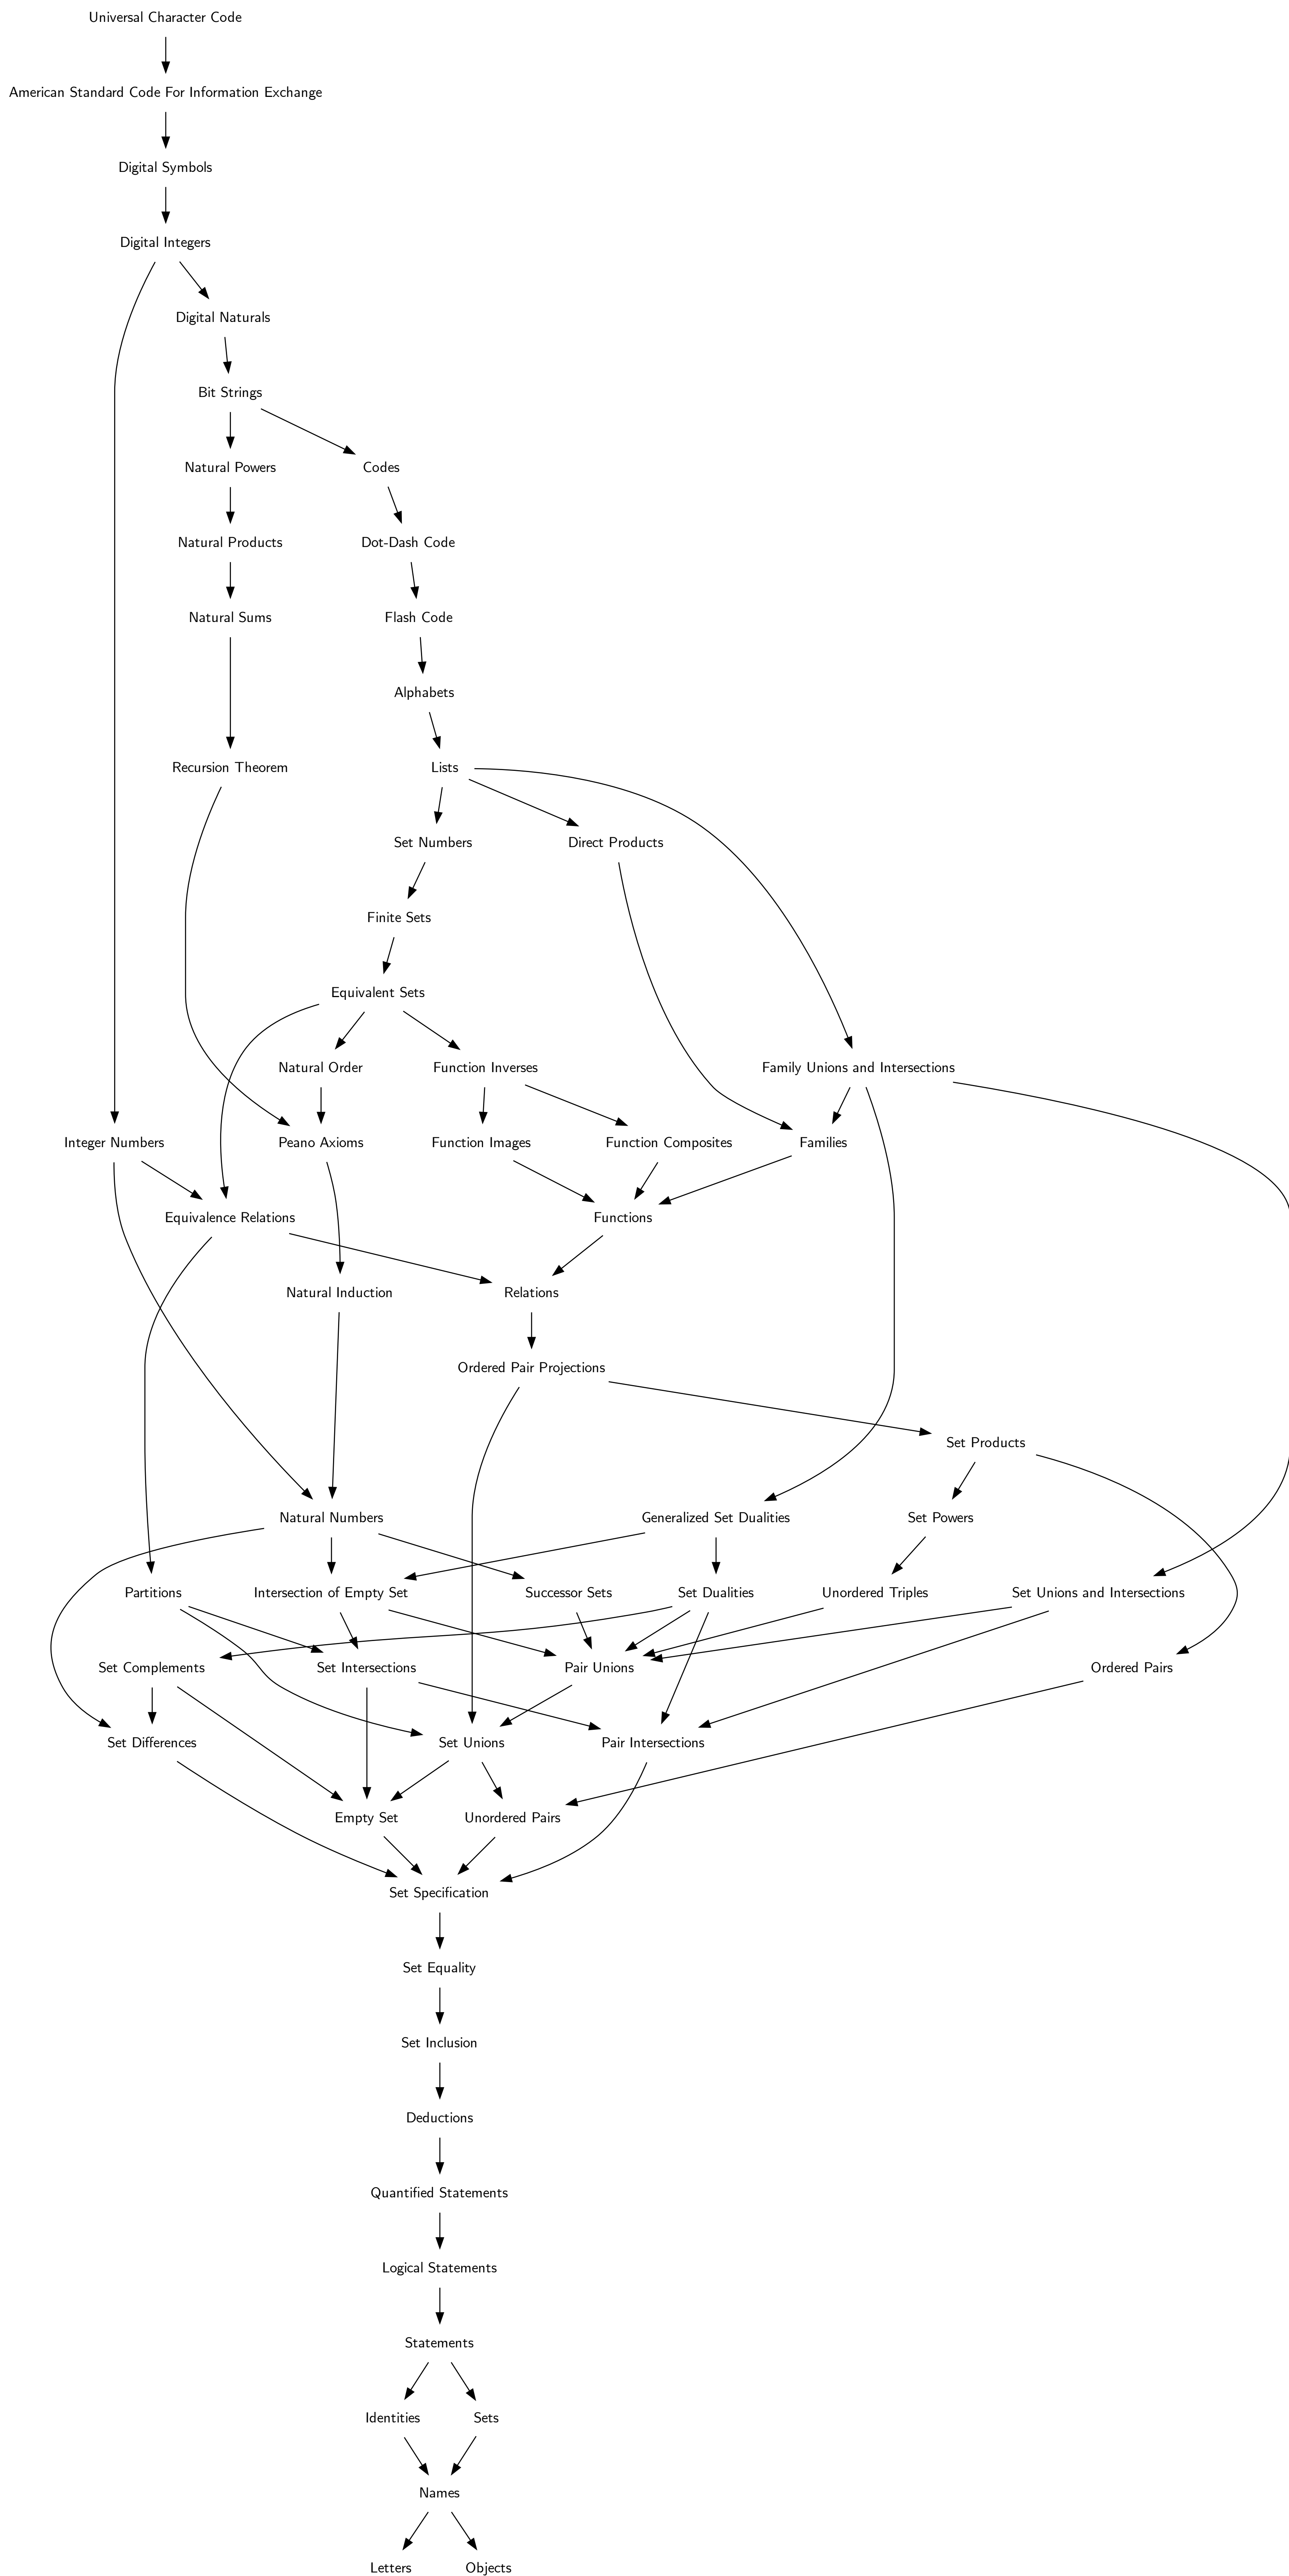 Universal Character Code
American Standard Code For Information Exchange
Digital Symbols
Digital Integers
Digital Naturals
Bit Strings
Natural Powers
Codes
Natural Products
Dot-Dash Code
Natural Sums
Flash Code
Alphabets
Recursion Theorem
Lists
Set Numbers
Direct Products
Finite Sets
Equivalent Sets
Natural Order
Function Inverses
Family Unions and Intersections
Integer Numbers
Peano Axioms
Function Images
Function Composites
Families
Equivalence Relations
Functions
Natural Induction
Relations
Ordered Pair Projections
Set Products
Natural Numbers
Generalized Set Dualities
Set Powers
Partitions
Intersection of Empty Set
Successor Sets
Set Dualities
Unordered Triples
Set Unions and Intersections
Set Complements
Set Intersections
Pair Unions
Ordered Pairs
Set Differences
Set Unions
Pair Intersections
Empty Set
Unordered Pairs
Set Specification
Set Equality
Set Inclusion
Deductions
Quantified Statements
Logical Statements
Statements
Identities
Sets
Names
Letters
Objects